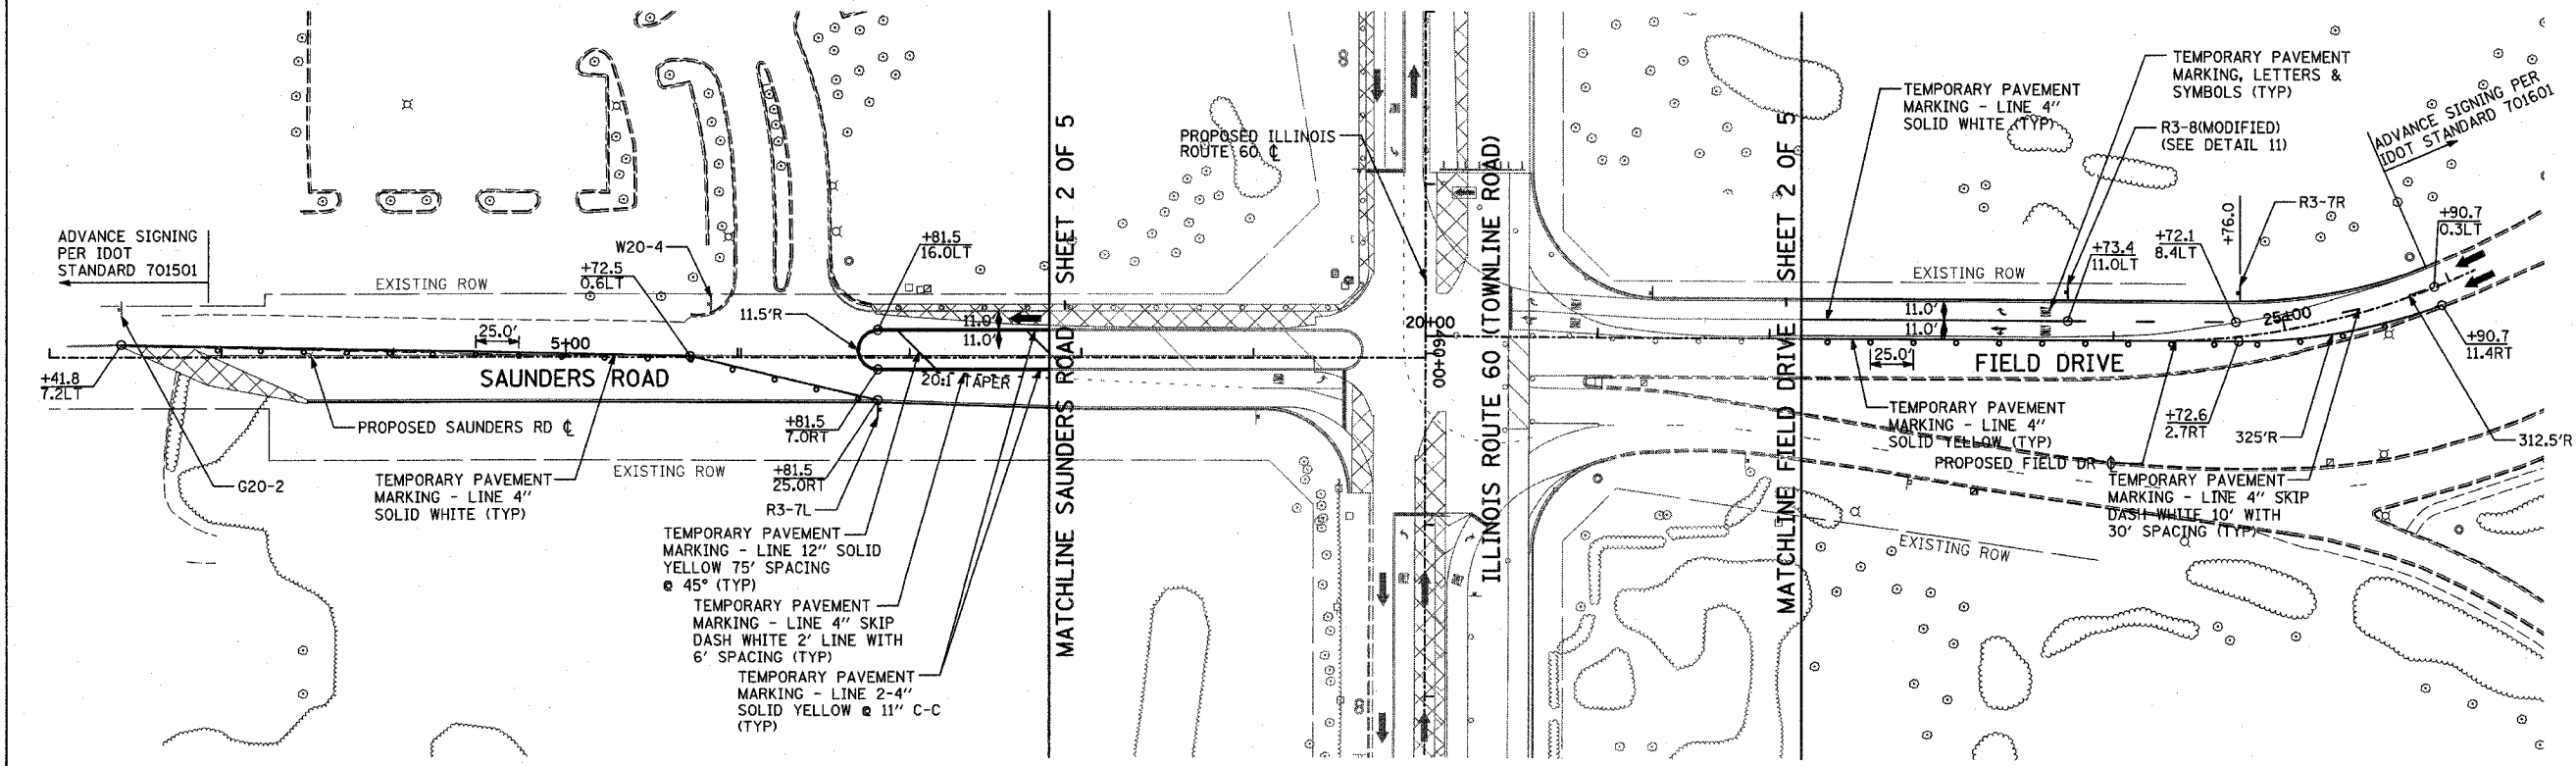 ADVANCE SIGNING
PER IDOT
STANDARD 701501
EXISTING ROW
W20-4
+72.5
0.6LT
+81.5
16.0LT
11.5'R
11.0'
11.0'
25.0'
5+00
+41.8
7.2LT
SAUNDERS ROAD
20:1 TAPER
PROPOSED SAUNDERS RD ℄
+81.5
7.0RT
+81.5
25.0RT
EXISTING ROW
G20-2
R3-7L
TEMPORARY PAVEMENT
MARKING - LINE 4"
SOLID WHITE (TYP)
TEMPORARY PAVEMENT
MARKING - LINE 12" SOLID
YELLOW 75' SPACING
@ 45° (TYP)
TEMPORARY PAVEMENT
MARKING - LINE 4" SKIP
DASH WHITE 2' LINE WITH
6' SPACING (TYP)
TEMPORARY PAVEMENT
MARKING - LINE 2-4"
SOLID YELLOW @ 11" C-C
(TYP)
MATCHLINE SAUNDERS ROAD - SHEET 2 OF 5
PROPOSED ILLINOIS
ROUTE 60 ℄
20+00
460+00
ILLINOIS ROUTE 60 (TOWNLINE ROAD)
MATCHLINE FIELD DRIVE - SHEET 2 OF 5
TEMPORARY PAVEMENT
MARKING - LINE 4"
SOLID WHITE (TYP)
TEMPORARY PAVEMENT
MARKING, LETTERS &
SYMBOLS (TYP)
R3-8(MODIFIED)
(SEE DETAIL 11)
ADVANCE SIGNING PER
IDOT STANDARD 701601
R3-7R
+76.0
+90.7
0.3LT
+73.4
11.0LT
+72.1
8.4LT
EXISTING ROW
11.0'
11.0'
25+00
25.0'
FIELD DRIVE
+90.7
11.4RT
TEMPORARY PAVEMENT
MARKING - LINE 4"
SOLID YELLOW (TYP)
+72.6
2.7RT
325'R
312.5'R
PROPOSED FIELD DR ℄
TEMPORARY PAVEMENT
MARKING - LINE 4" SKIP
DASH WHITE 10' WITH
30' SPACING (TYP)
EXISTING ROW